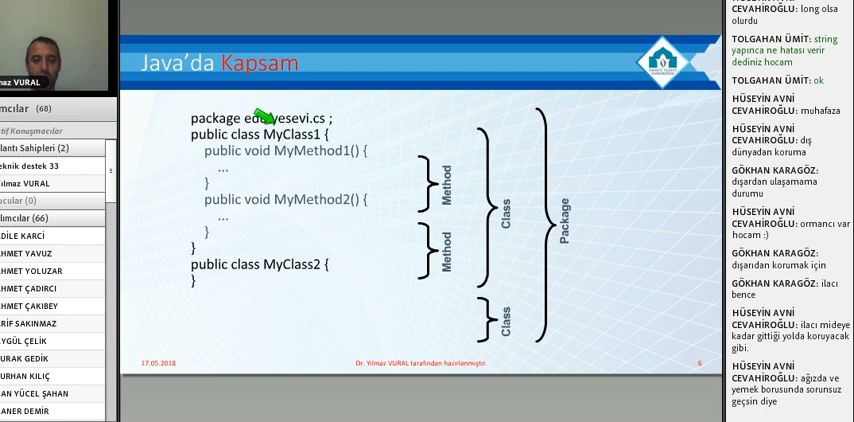 maz VURAL
mcılar (68)
tif Konuşmacılar
lantı Sahipleri (2)
eknik destek 33
ılmaz VURAL
ucular (0)
lımcılar (66)
DİLE KARCI
HMET YAVUZ
HMET YOLUZAR
HMET ÇADIRCI
HMET ÇAKIBEY
RİF SAKINMAZ
YGÜL ÇELİK
URAK GEDİK
URHAN KILIÇ
AN YÜCEL ŞAHAN
ANER DEMİR
Java'da Kapsam
package edu.yesevi.cs ;
public class MyClass1 {
public void MyMethod1() {
...
}
public void MyMethod2() {
...
}
}
public class MyClass2 {
}
Method
Method
Class
Class
Package
17.05.2018
Dr. Yılmaz VURAL tarafından hazırlanmıştır.
6
CEVAHİROĞLU: long olsa
olurdu
TOLGAHAN ÜMİT: string
yapınca ne hatası verir
dediniz hocam
TOLGAHAN ÜMİT: ok
HÜSEYİN AVNİ
CEVAHİROĞLU: muhafaza
HÜSEYİN AVNİ
CEVAHİROĞLU: dış
dünyadan koruma
GÖKHAN KARAGÖZ:
dışardan ulaşamama
durumu
HÜSEYİN AVNİ
CEVAHİROĞLU: ormancı var
hocam :)
GÖKHAN KARAGÖZ:
dışarıdan korumak için
GÖKHAN KARAGÖZ: ilacı
bence
HÜSEYİN AVNİ
CEVAHİROĞLU: ilacı mideye
kadar gittiği yolda koruyacak
gibi.
HÜSEYİN AVNİ
CEVAHİROĞLU: ağızda ve
yemek borusunda sorunsuz
geçsin diye